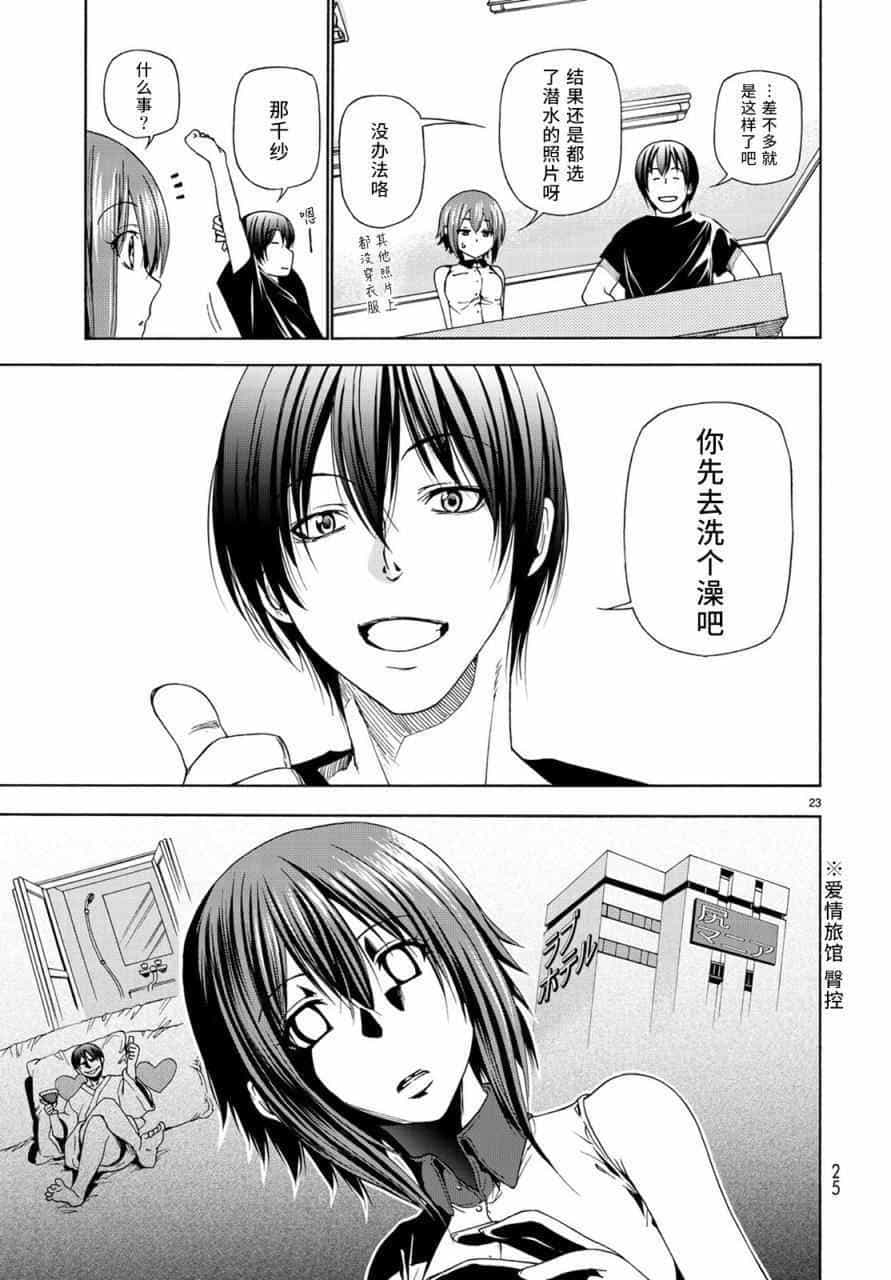 …差不多就
是这样了吧
结果还是都选
了潜水的照片呀
没办法咯
其他照片上
都没穿衣服
嗯
那千纱
什么事？
你先去洗个澡吧
23
ラブ
ホテル
尻
マニア
※爱情旅馆 臀控
25